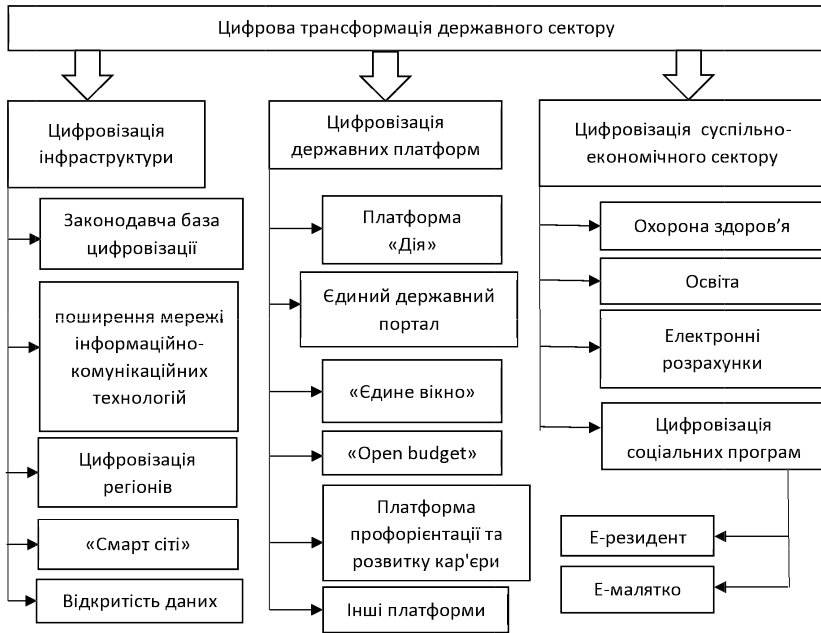 Цифрова трансформація державного сектору
Цифровізація
інфраструктури
Законодавча база
цифровізації
поширення мережі
інформаційно-
комунікаційних
технологій
Цифровізація
регіонів
«Смарт сіті»
Відкритість даних
Цифровізація
державних платформ
Платформа
«Дія»
Єдиний державний
портал
«Єдине вікно»
«Open budget»
Платформа
профорієнтації та
розвитку кар'єри
Інші платформи
Цифровізація суспільно-
економічного сектору
Охорона здоров’я
Освіта
Електронні
розрахунки
Цифровізація
соціальних програм
Е-резидент
Е-малятко